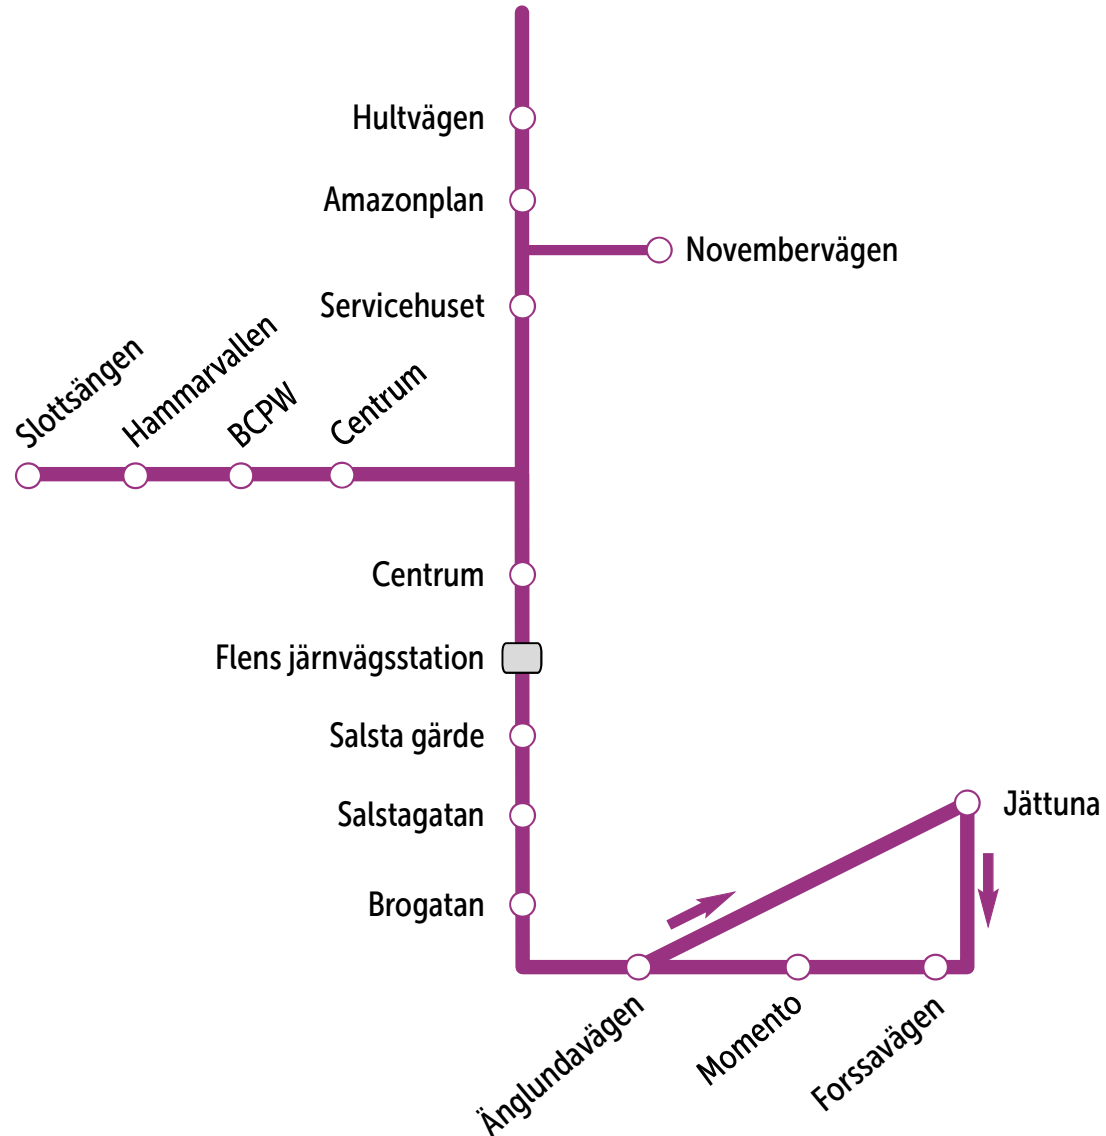 Hultvägen
Amazonplan
Novembervägen
Servicehuset
Slottsängen
Hammarvallen
BCPW
Centrum
Centrum
Flens järnvägsstation
Salsta gärde
Salstagatan
Jättuna
Brogatan
Änglundavägen
Momento
Forssavägen